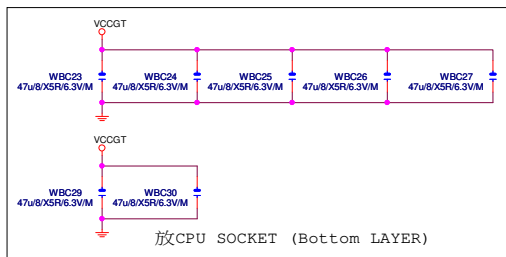 VCCGT
WBC23 WBC24 WBC25 WBC26 WBC27
47u/8/X5R/6.3V/M 47u/8/X5R/6.3V/M 47u/8/X5R/6.3V/M 47u/8/X5R/6.3V/M 47u/8/X5R/6.3V/M
VCCGT
WBC29 WBC30
47u/8/X5R/6.3V/M 47u/8/X5R/6.3V/M
放CPU SOCKET (Bottom LAYER)